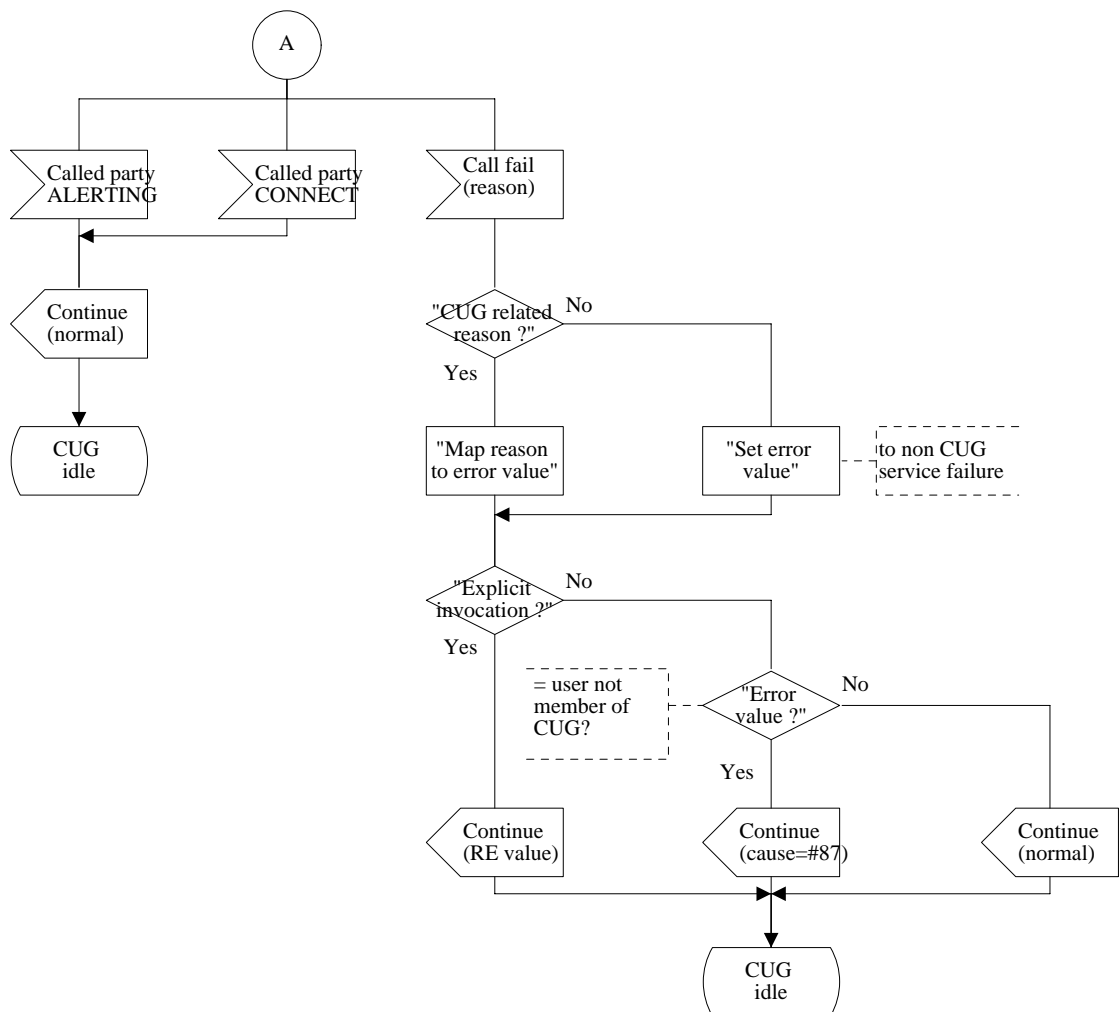 A
Called party
ALERTING
Called party
CONNECT
Call fail
(reason)
Continue
(normal)
"CUG related
reason ?"
No
Yes
CUG
idle
"Map reason
to error value"
"Set error
value"
to non CUG
service failure
"Explicit
invocation ?"
No
Yes
= user not
member of
CUG?
"Error
value ?"
No
Yes
Continue
(RE value)
Continue
(cause=#87)
Continue
(normal)
CUG
idle